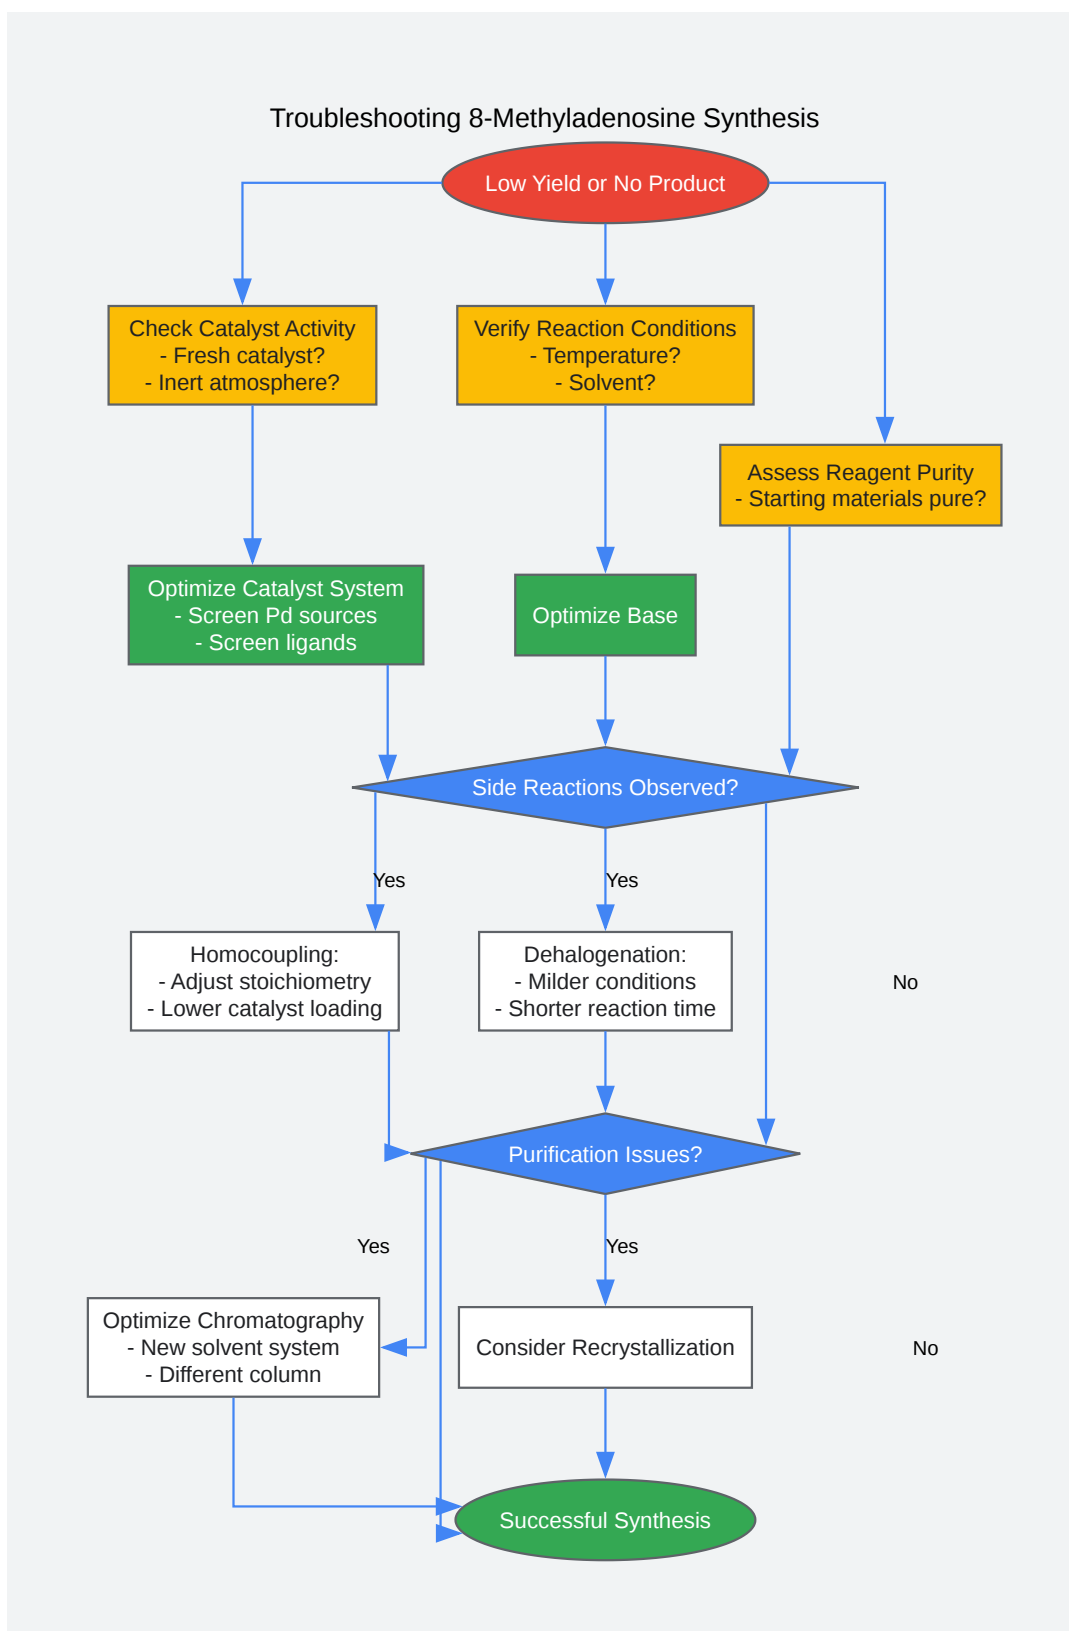 Troubleshooting 8-Methyladenosine Synthesis
Low Yield or No Product
Check Catalyst Activity
- Fresh catalyst?
- Inert atmosphere?
Verify Reaction Conditions
- Temperature?
- Solvent?
Assess Reagent Purity
- Starting materials pure?
Optimize Catalyst System
- Screen Pd sources
- Screen ligands
Optimize Base
Side Reactions Observed?
Yes
Yes
Homocoupling:
- Adjust stoichiometry
- Lower catalyst loading
Dehalogenation:
- Milder conditions
- Shorter reaction time
No
Purification Issues?
Yes
Yes
Optimize Chromatography
- New solvent system
- Different column
Consider Recrystallization
No
Successful Synthesis